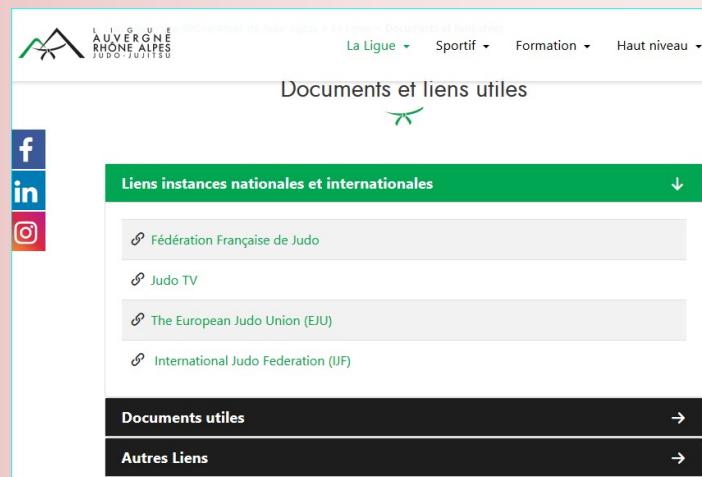 LIGUE
AUVERGNE
RHÔNE ALPES
JUDO-JUJITSU
La Ligue
Sportif
Formation
Haut niveau
Documents et liens utiles
Liens instances nationales et internationales
Fédération Française de Judo
Judo TV
The European Judo Union (EJU)
International Judo Federation (IJF)
Documents utiles
Autres Liens